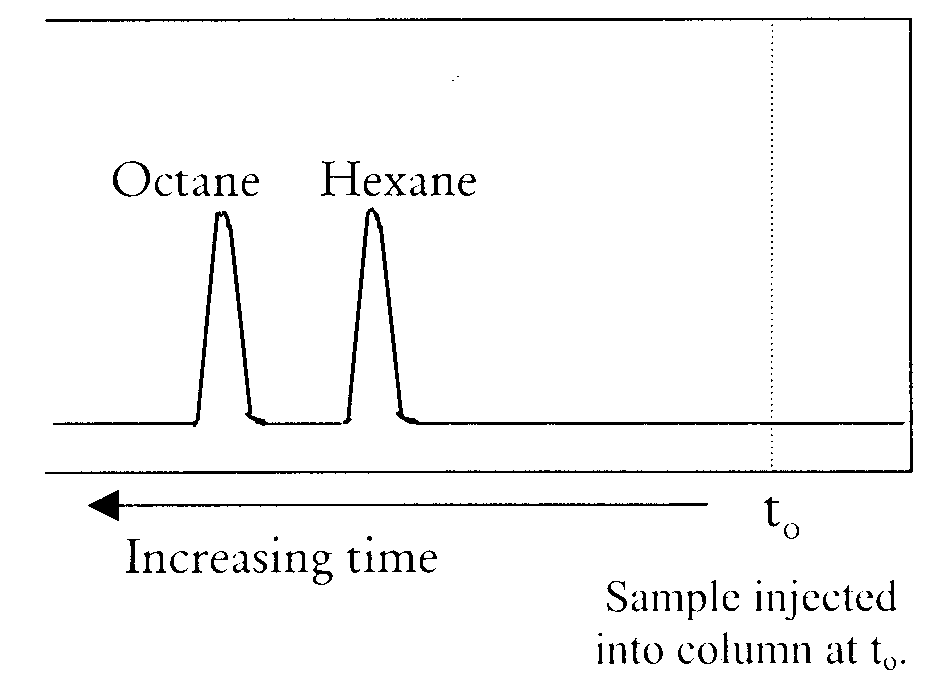 Octane Hexane
t₀
Increasing time
Sample injected
into column at t₀.